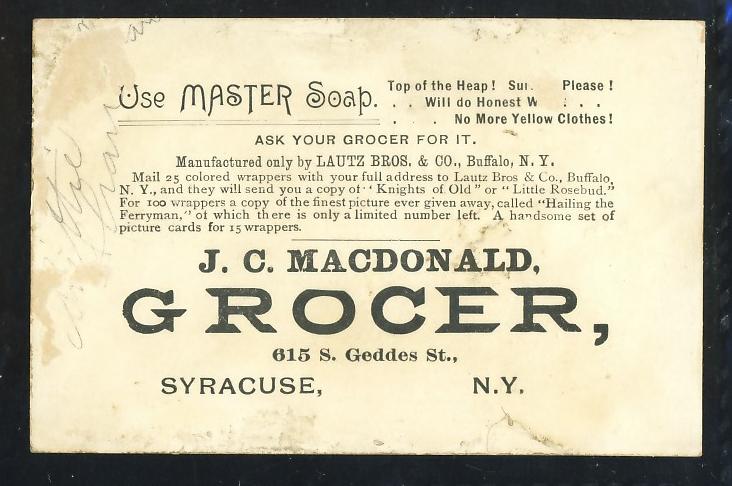 Use MASTER Soap.
Top of the Heap! Please!
. . Will do Honest . . .
. . No More Yellow Clothes!
ASK YOUR GROCER FOR IT.
Manufactured only by LAUTZ BROS. & CO., Buffalo, N. Y.
Mail 25 colored wrappers with your full address to Lautz Bros & Co., Buffalo,
N. Y., and they will send you a copy of "Knights of Old" or "Little Rosebud."
For 100 wrappers a copy of the finest picture ever given away, called "Hailing the
Ferryman," of which there is only a limited number left. A handsome set of
picture cards for 15 wrappers.
J. C. MACDONALD,
GROCER,
615 S. Geddes St.,
SYRACUSE, N.Y.